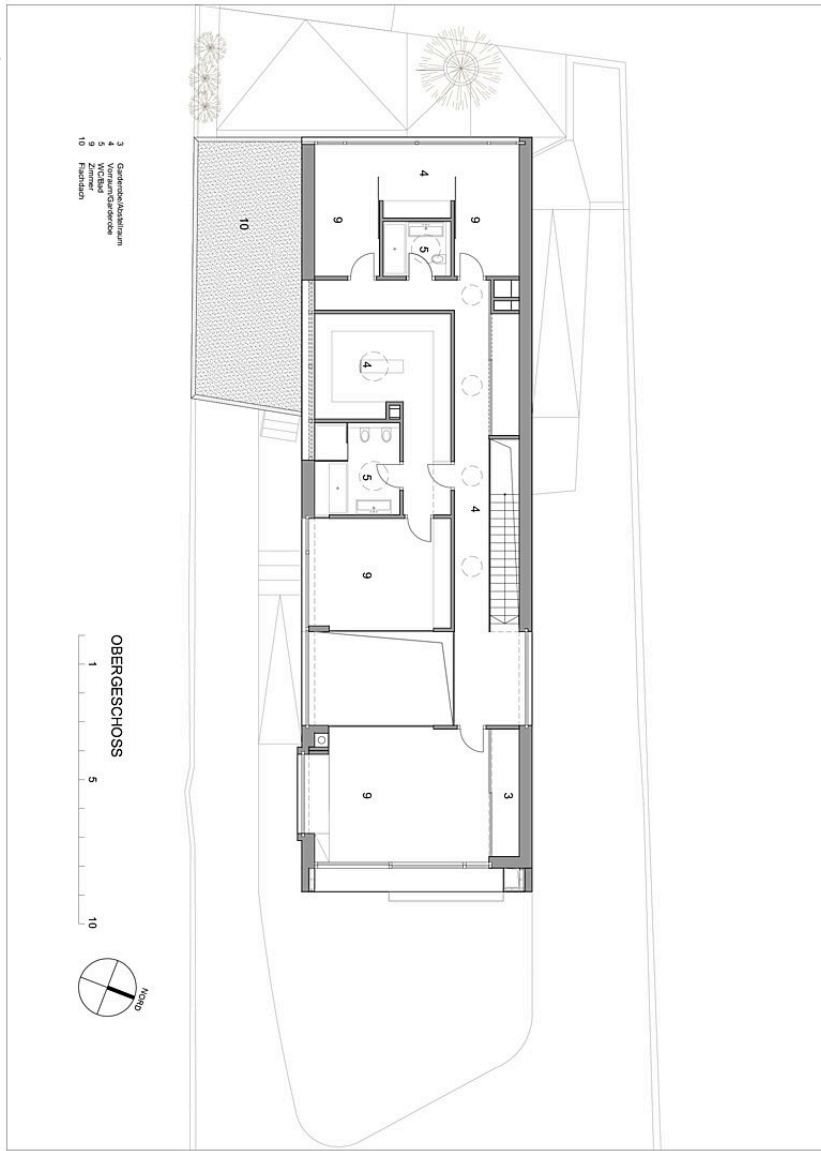 3 Garderobe/Abstellraum
4 Vorraum/Garderobe
5 WC/Bad
9 Zimmer
10 Flachdach
10
4
9
9
5
4
5
4
9
9
3
OBERGESCHOSS
1 5 10
NORD